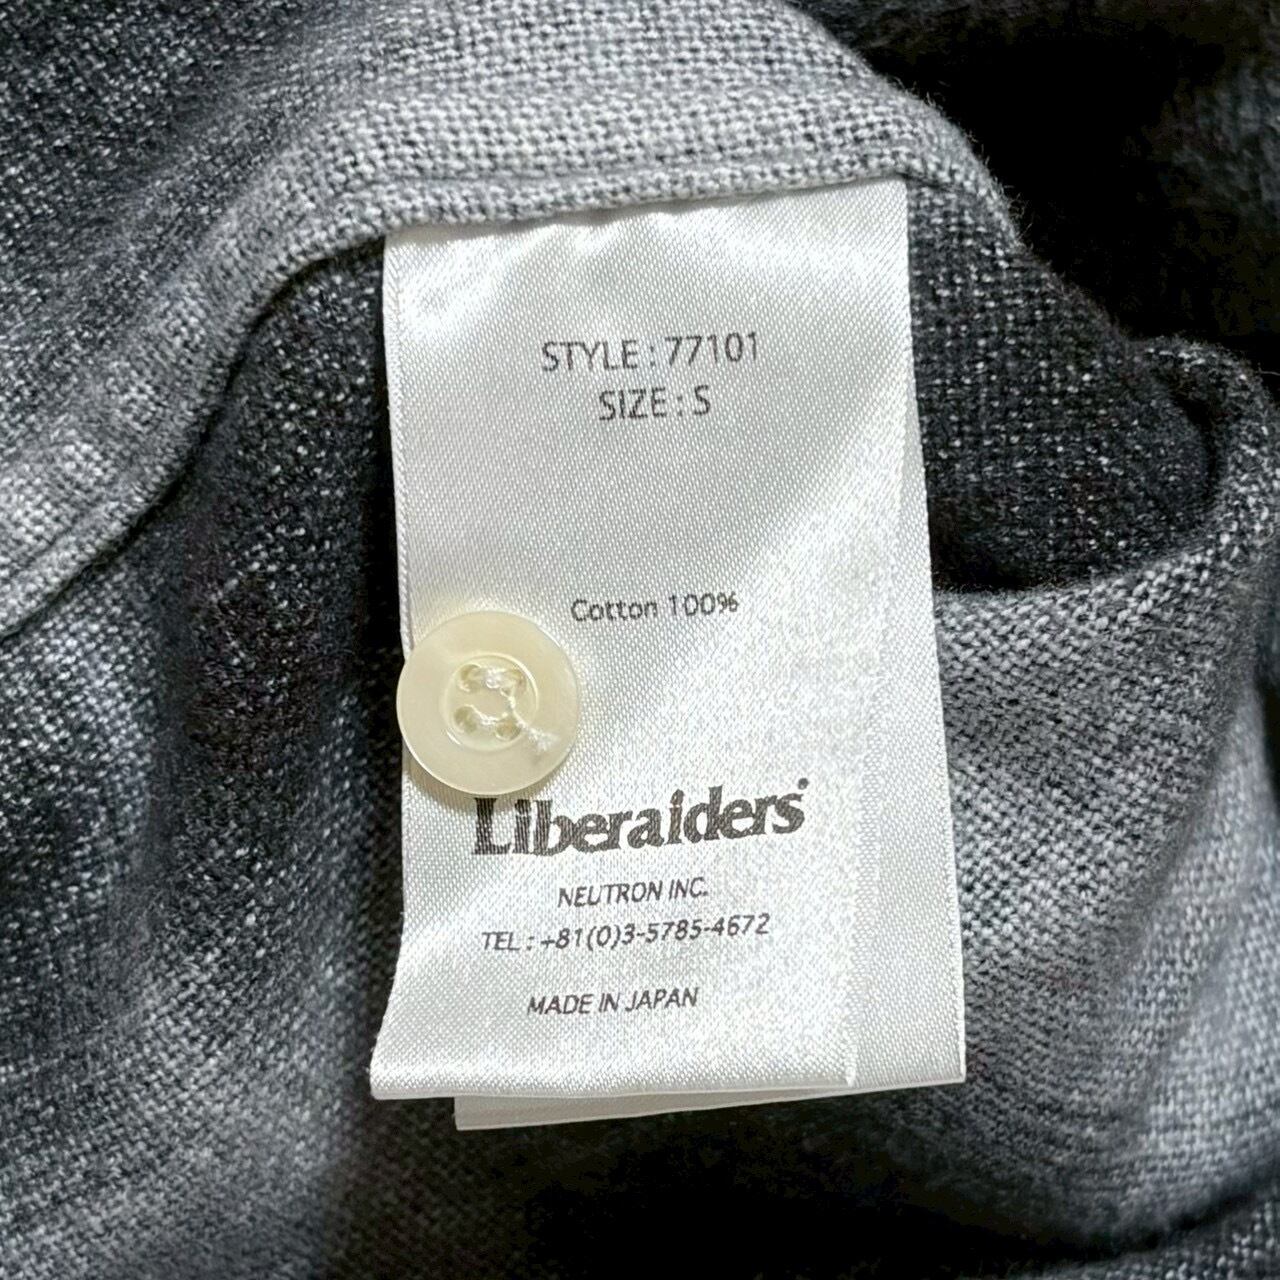 STYLE : 77101
SIZE : S
Cotton 100%
Liberaiders
NEUTRON INC.
TEL : +81(0)3-5785-4672
MADE IN JAPAN